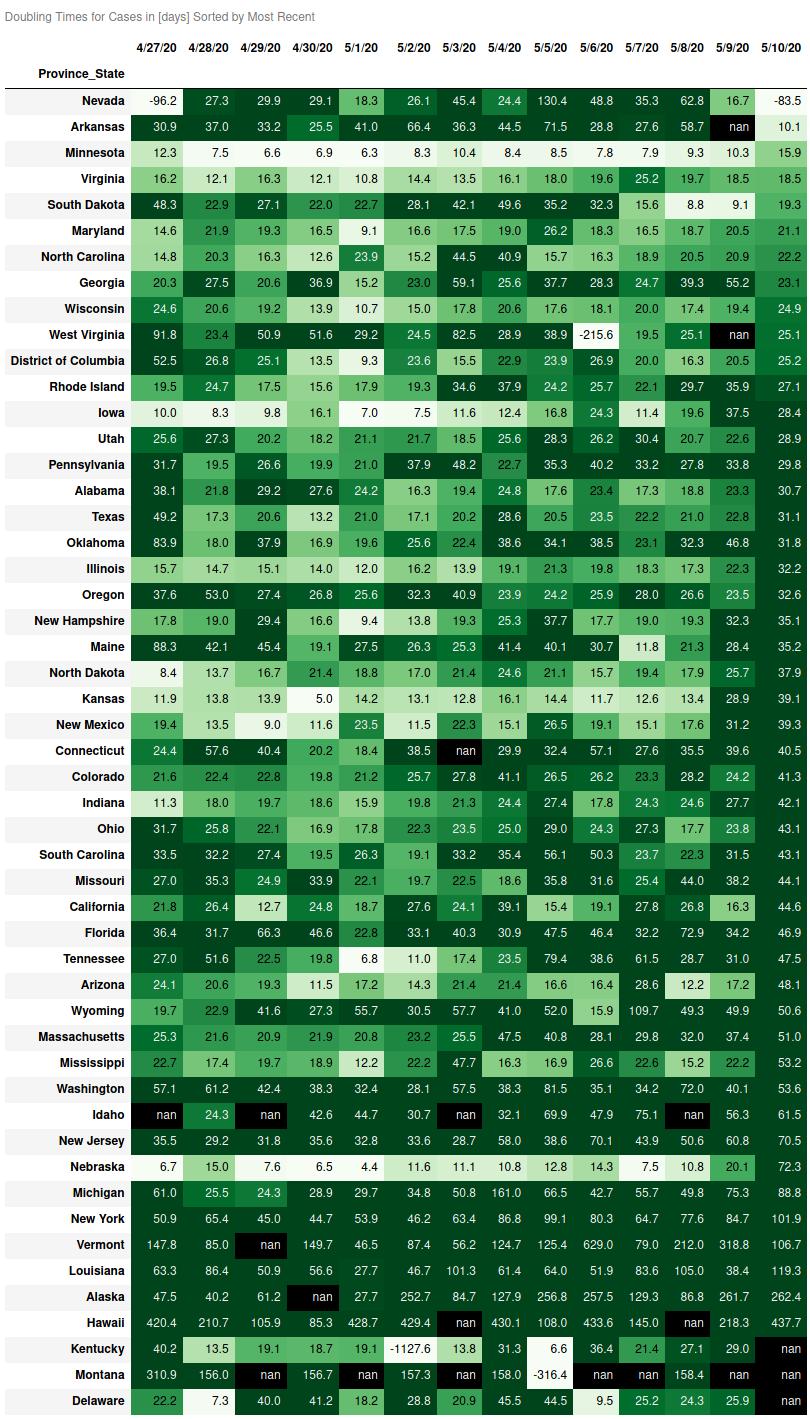 Doubling Times for Cases in [days] Sorted by Most Recent
4/27/20 4/28/20 4/29/20 4/30/20 5/1/20 5/2/20 5/3/20 5/4/20 5/5/20 5/6/20 5/7/20 5/8/20 5/9/20 5/10/20
Province_State
Nevada -96.2 27.3 29.9 29.1 18.3 26.1 45.4 24.4 130.4 48.8 35.3 62.8 16.7 -83.5
Arkansas 30.9 37.0 33.2 25.5 41.0 66.4 36.3 44.5 71.5 28.8 27.6 58.7 nan 10.1
Minnesota 12.3 7.5 6.6 6.9 6.3 8.3 10.4 8.4 8.5 7.8 7.9 9.3 10.3 15.9
Virginia 16.2 12.1 16.3 12.1 10.8 14.4 13.5 16.1 18.0 19.6 25.2 19.7 18.5 18.5
South Dakota 48.3 22.9 27.1 22.0 22.7 28.1 42.1 49.6 35.2 32.3 15.6 8.8 9.1 19.3
Maryland 14.6 21.9 19.3 16.5 9.1 16.6 17.5 19.0 26.2 18.3 16.5 18.7 20.5 21.1
North Carolina 14.8 20.3 16.3 12.6 23.9 15.2 44.5 40.9 15.7 16.3 18.9 20.5 20.9 22.2
Georgia 20.3 27.5 20.6 36.9 15.2 23.0 59.1 25.6 37.7 28.3 24.7 39.3 55.2 23.1
Wisconsin 24.6 20.6 19.2 13.9 10.7 15.0 17.8 20.6 17.6 18.1 20.0 17.4 19.4 24.9
West Virginia 91.8 23.4 50.9 51.6 29.2 24.5 82.5 28.9 38.9 -215.6 19.5 25.1 nan 25.1
District of Columbia 52.5 26.8 25.1 13.5 9.3 23.6 15.5 22.9 23.9 26.9 20.0 16.3 20.5 25.2
Rhode Island 19.5 24.7 17.5 15.6 17.9 19.3 34.6 37.9 24.2 25.7 22.1 29.7 35.9 27.1
Iowa 10.0 8.3 9.8 16.1 7.0 7.5 11.6 12.4 16.8 24.3 11.4 19.6 37.5 28.4
Utah 25.6 27.3 20.2 18.2 21.1 21.7 18.5 25.6 28.3 26.2 30.4 20.7 22.6 28.9
Pennsylvania 31.7 19.5 26.6 19.9 21.0 37.9 48.2 22.7 35.3 40.2 33.2 27.8 33.8 29.8
Alabama 38.1 21.8 29.2 27.6 24.2 16.3 19.4 24.8 17.6 23.4 17.3 18.8 23.3 30.7
Texas 49.2 17.3 20.6 13.2 21.0 17.1 20.2 28.6 20.5 23.5 22.2 21.0 22.8 31.1
Oklahoma 83.9 18.0 37.9 16.9 19.6 25.6 22.4 38.6 34.1 38.5 23.1 32.3 46.8 31.8
Illinois 15.7 14.7 15.1 14.0 12.0 16.2 13.9 19.1 21.3 19.8 18.3 17.3 22.3 32.2
Oregon 37.6 53.0 27.4 26.8 25.6 32.3 40.9 23.9 24.2 25.9 28.0 26.6 23.5 32.6
New Hampshire 17.8 19.0 29.4 16.6 9.4 13.8 19.3 25.3 37.7 17.7 19.0 19.3 32.3 35.1
Maine 88.3 42.1 45.4 19.1 27.5 26.3 25.3 41.4 40.1 30.7 11.8 21.3 28.4 35.2
North Dakota 8.4 13.7 16.7 21.4 18.8 17.0 21.4 24.6 21.1 15.7 19.4 17.9 25.7 37.9
Kansas 11.9 13.8 13.9 5.0 14.2 13.1 12.8 16.1 14.4 11.7 12.6 13.4 28.9 39.1
New Mexico 19.4 13.5 9.0 11.6 23.5 11.5 22.3 15.1 26.5 19.1 15.1 17.6 31.2 39.3
Connecticut 24.4 57.6 40.4 20.2 18.4 38.5 nan 29.9 32.4 57.1 27.6 35.5 39.6 40.5
Colorado 21.6 22.4 22.8 19.8 21.2 25.7 27.8 41.1 26.5 26.2 23.3 28.2 24.2 41.3
Indiana 11.3 18.0 19.7 18.6 15.9 19.8 21.3 24.4 27.4 17.8 24.3 24.6 27.7 42.1
Ohio 31.7 25.8 22.1 16.9 17.8 22.3 23.5 25.0 29.0 24.3 27.3 17.7 23.8 43.1
South Carolina 33.5 32.2 27.4 19.5 26.3 19.1 33.2 35.4 56.1 50.3 23.7 22.3 31.5 43.1
Missouri 27.0 35.3 24.9 33.9 22.1 19.7 22.5 18.6 35.8 31.6 25.4 44.0 38.2 44.1
California 21.8 26.4 12.7 24.8 18.7 27.6 24.1 39.1 15.4 19.1 27.8 26.8 16.3 44.6
Florida 36.4 31.7 66.3 46.6 22.8 33.1 40.3 30.9 47.5 46.4 32.2 72.9 34.2 46.9
Tennessee 27.0 51.6 22.5 19.8 6.8 11.0 17.4 23.5 79.4 38.6 61.5 28.7 31.0 47.5
Arizona 24.1 20.6 19.3 11.5 17.2 14.3 21.4 21.4 16.6 16.4 28.6 12.2 17.2 48.1
Wyoming 19.7 22.9 41.6 27.3 55.7 30.5 57.7 41.0 52.0 15.9 109.7 49.3 49.9 50.6
Massachusetts 25.3 21.6 20.9 21.9 20.8 23.2 25.5 47.5 40.8 28.1 29.8 32.0 37.4 51.0
Mississippi 22.7 17.4 19.7 18.9 12.2 22.2 47.7 16.3 16.9 26.6 22.6 15.2 22.2 53.2
Washington 57.1 61.2 42.4 38.3 32.4 28.1 57.5 38.3 81.5 35.1 34.2 72.0 40.1 53.6
Idaho nan 24.3 nan 42.6 44.7 30.7 nan 32.1 69.9 47.9 75.1 nan 56.3 61.5
New Jersey 35.5 29.2 31.8 35.6 32.8 33.6 28.7 58.0 38.6 70.1 43.9 50.6 60.8 70.5
Nebraska 6.7 15.0 7.6 6.5 4.4 11.6 11.1 10.8 12.8 14.3 7.5 10.8 20.1 72.3
Michigan 61.0 25.5 24.3 28.9 29.7 34.8 50.8 161.0 66.5 42.7 55.7 49.8 75.3 88.8
New York 50.9 65.4 45.0 44.7 53.9 46.2 63.4 86.8 99.1 80.3 64.7 77.6 84.7 101.9
Vermont 147.8 85.0 nan 149.7 46.5 87.4 56.2 124.7 125.4 629.0 79.0 212.0 318.8 106.7
Louisiana 63.3 86.4 50.9 56.6 27.7 46.7 101.3 61.4 64.0 51.9 83.6 105.0 38.4 119.3
Alaska 47.5 40.2 61.2 nan 27.7 252.7 84.7 127.9 256.8 257.5 129.3 86.8 261.7 262.4
Hawaii 420.4 210.7 105.9 85.3 428.7 429.4 nan 430.1 108.0 433.6 145.0 nan 218.3 437.7
Kentucky 40.2 13.5 19.1 18.7 19.1 -1127.6 13.8 31.3 6.6 36.4 21.4 27.1 29.0 nan
Montana 310.9 156.0 nan 156.7 nan 157.3 nan 158.0 -316.4 nan nan 158.4 nan nan
Delaware 22.2 7.3 40.0 41.2 18.2 28.8 20.9 45.5 44.5 9.5 25.2 24.3 25.9 nan